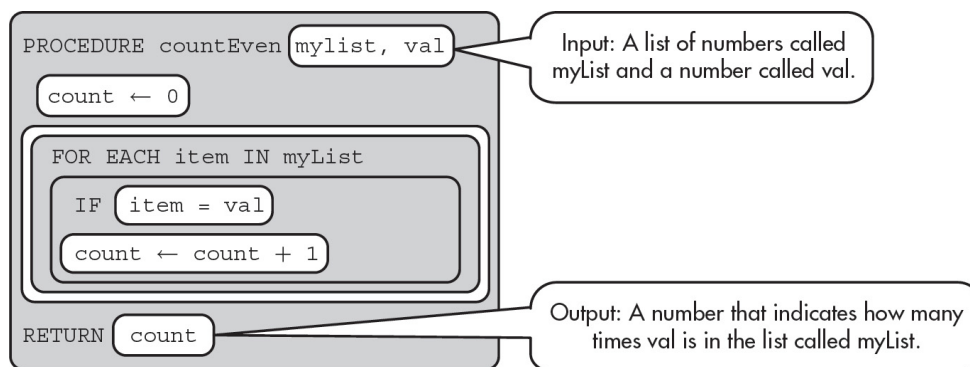 PROCEDURE countEven mylist, val
Input: A list of numbers called
myList and a number called val.
count ← 0
FOR EACH item IN myList
IF item = val
count ← count + 1
RETURN count
Output: A number that indicates how many
times val is in the list called myList.